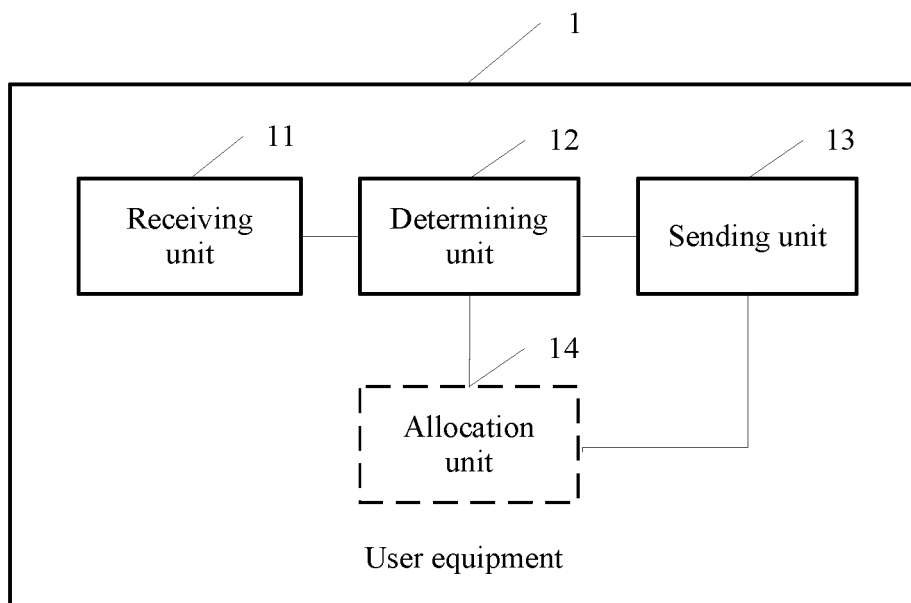 1
11
12
13
Receiving
unit
Determining
unit
Sending unit
14
Allocation
unit
User equipment